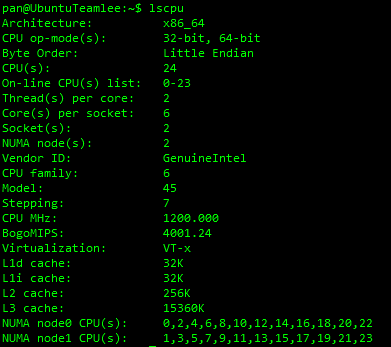 pan@UbuntuTeamlee:~$ lscpu
Architecture:          x86_64
CPU op-mode(s):        32-bit, 64-bit
Byte Order:            Little Endian
CPU(s):                24
On-line CPU(s) list:   0-23
Thread(s) per core:    2
Core(s) per socket:    6
Socket(s):             2
NUMA node(s):          2
Vendor ID:             GenuineIntel
CPU family:            6
Model:                 45
Stepping:              7
CPU MHz:               1200.000
BogoMIPS:              4001.24
Virtualization:        VT-x
L1d cache:             32K
L1i cache:             32K
L2 cache:              256K
L3 cache:              15360K
NUMA node0 CPU(s):     0,2,4,6,8,10,12,14,16,18,20,22
NUMA node1 CPU(s):     1,3,5,7,9,11,13,15,17,19,21,23